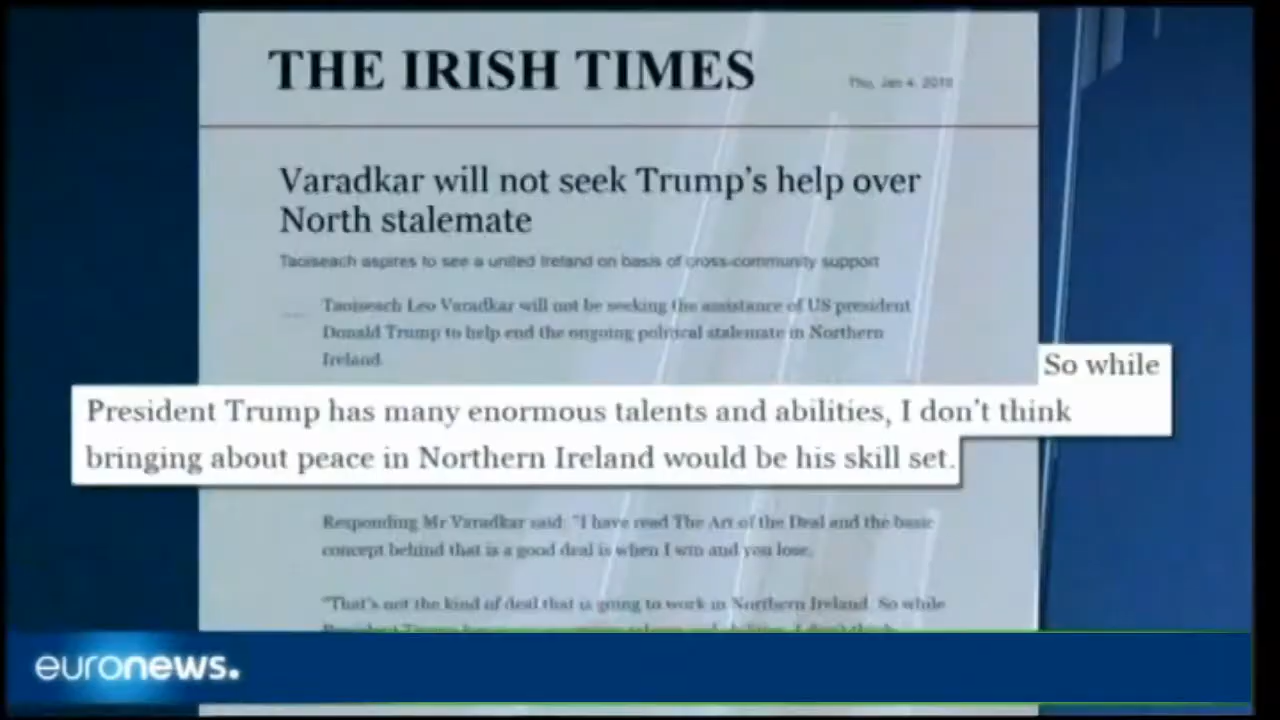 THE IRISH TIMES
Thu, Jan 4, 2018
Varadkar will not seek Trump's help over
North stalemate
Taoiseach aspires to see a united Ireland on basis of cross-community support
Taoiseach Leo Varadkar will not be seeking the assistance of US president
Donald Trump to help end the ongoing political stalemate in Northern
Ireland.
So while
President Trump has many enormous talents and abilities, I don't think
bringing about peace in Northern Ireland would be his skill set.
Responding Mr Varadkar said: "I have read The Art of the Deal and the basic
concept behind that is a good deal is when I win and you lose.
"That's not the kind of deal that is going to work in Northern Ireland. So while
euronews.